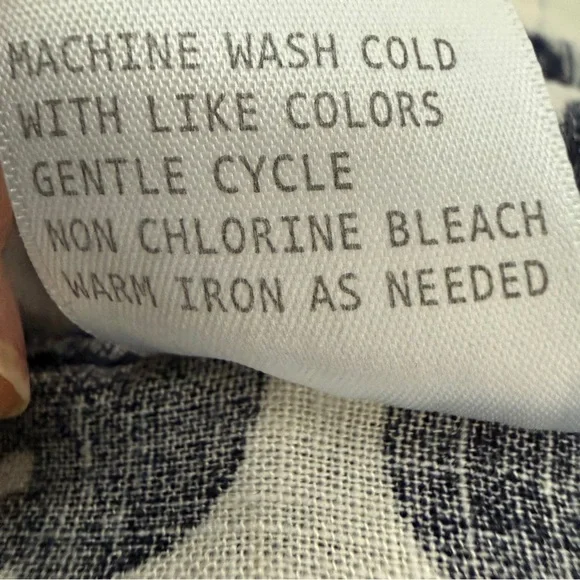 MACHINE WASH COLD
WITH LIKE COLORS
GENTLE CYCLE
NON CHLORINE BLEACH
WARM IRON AS NEEDED